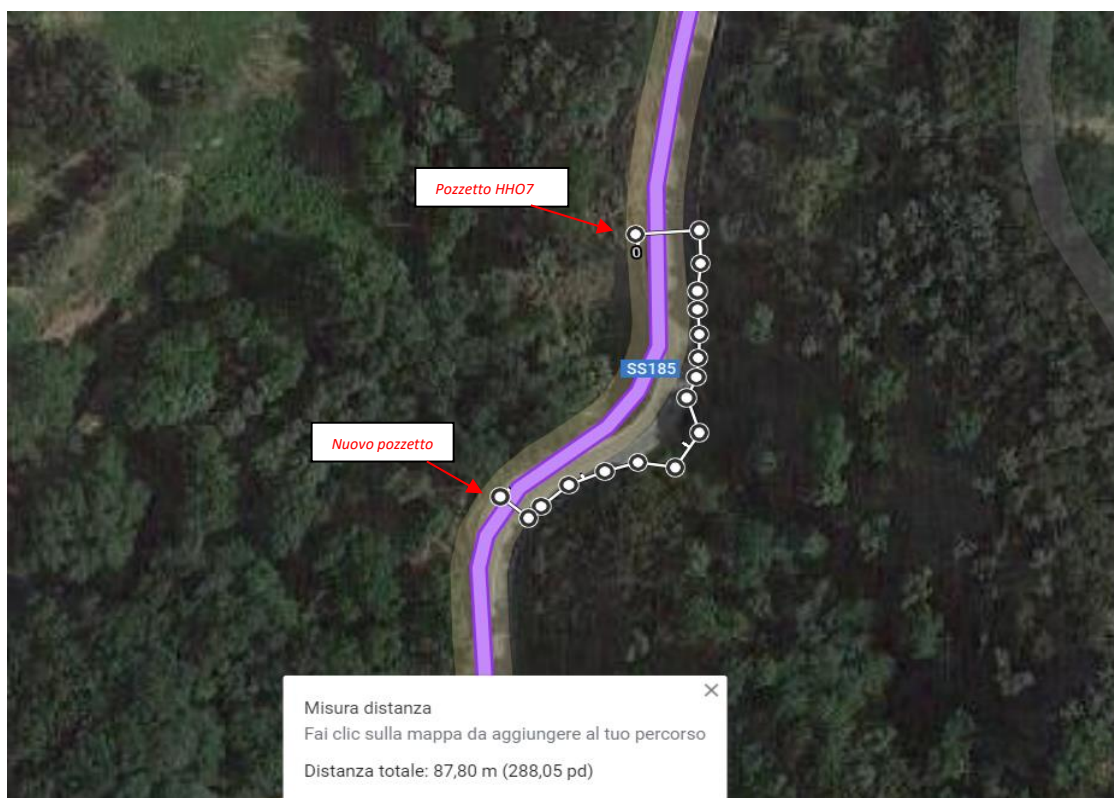 Pozzetto HHO7
0
SS185
Nuovo pozzetto
Misura distanza
Fai clic sulla mappa da aggiungere al tuo percorso
Distanza totale: 87,80 m (288,05 pd)